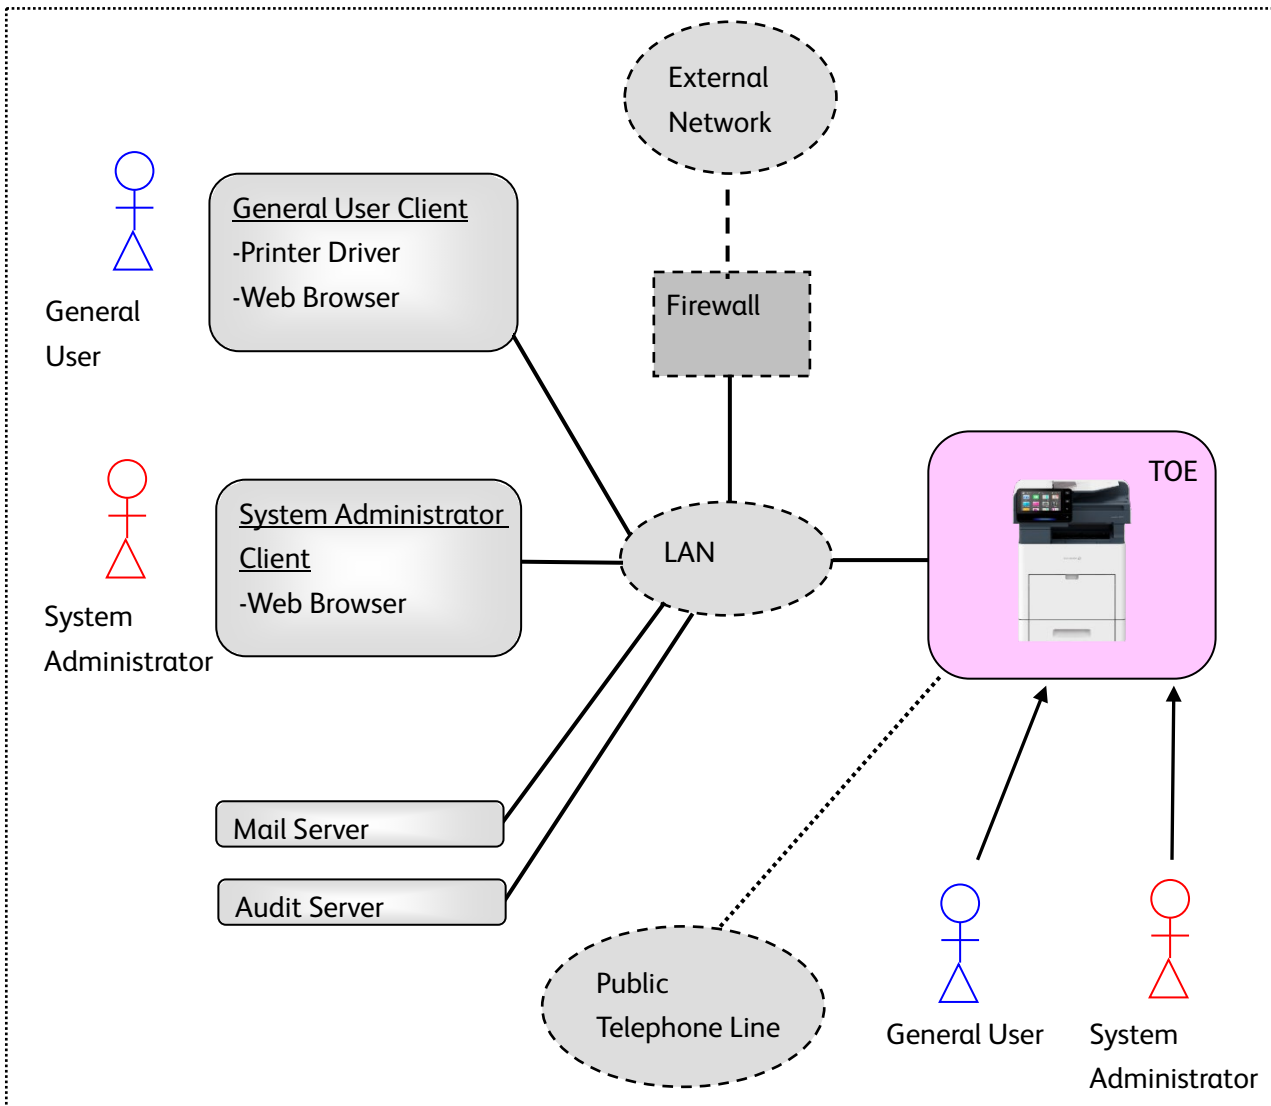 External
Network
General User Client
-Printer Driver
-Web Browser
General
User
Firewall
TOE
System Administrator
Client
-Web Browser
LAN
System
Administrator
Mail Server
Audit Server
Public
Telephone Line
General User
System
Administrator